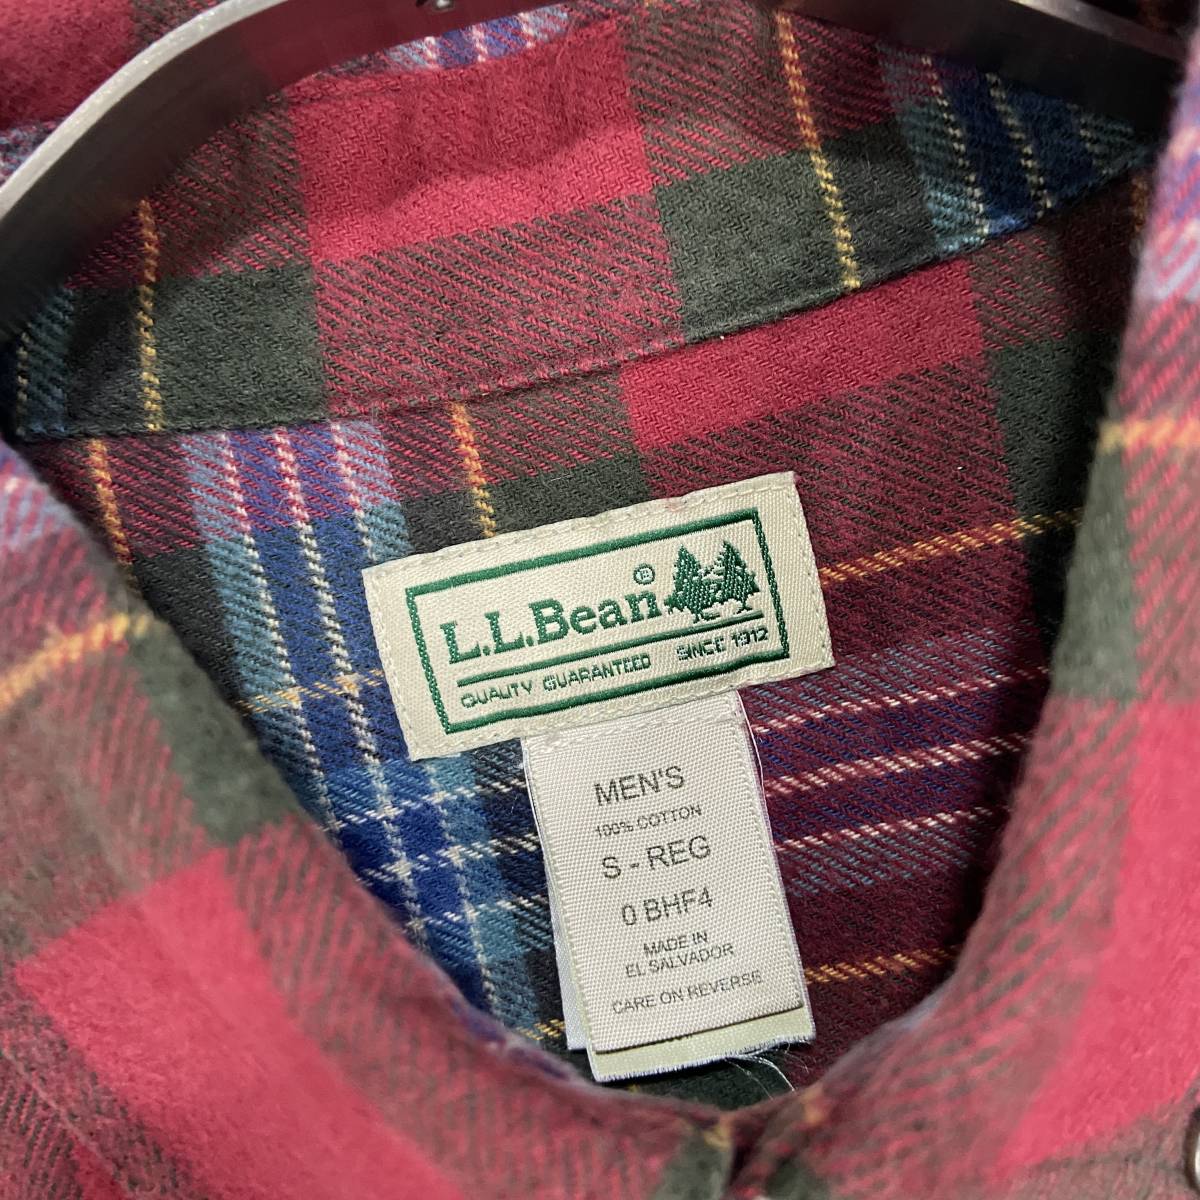 L.L.Bean®
QUALITY GUARANTEED SINCE 1912
MEN'S
100% COTTON
S - REG
0 BHF4
MADE IN
EL SALVADOR
CARE ON REVERSE